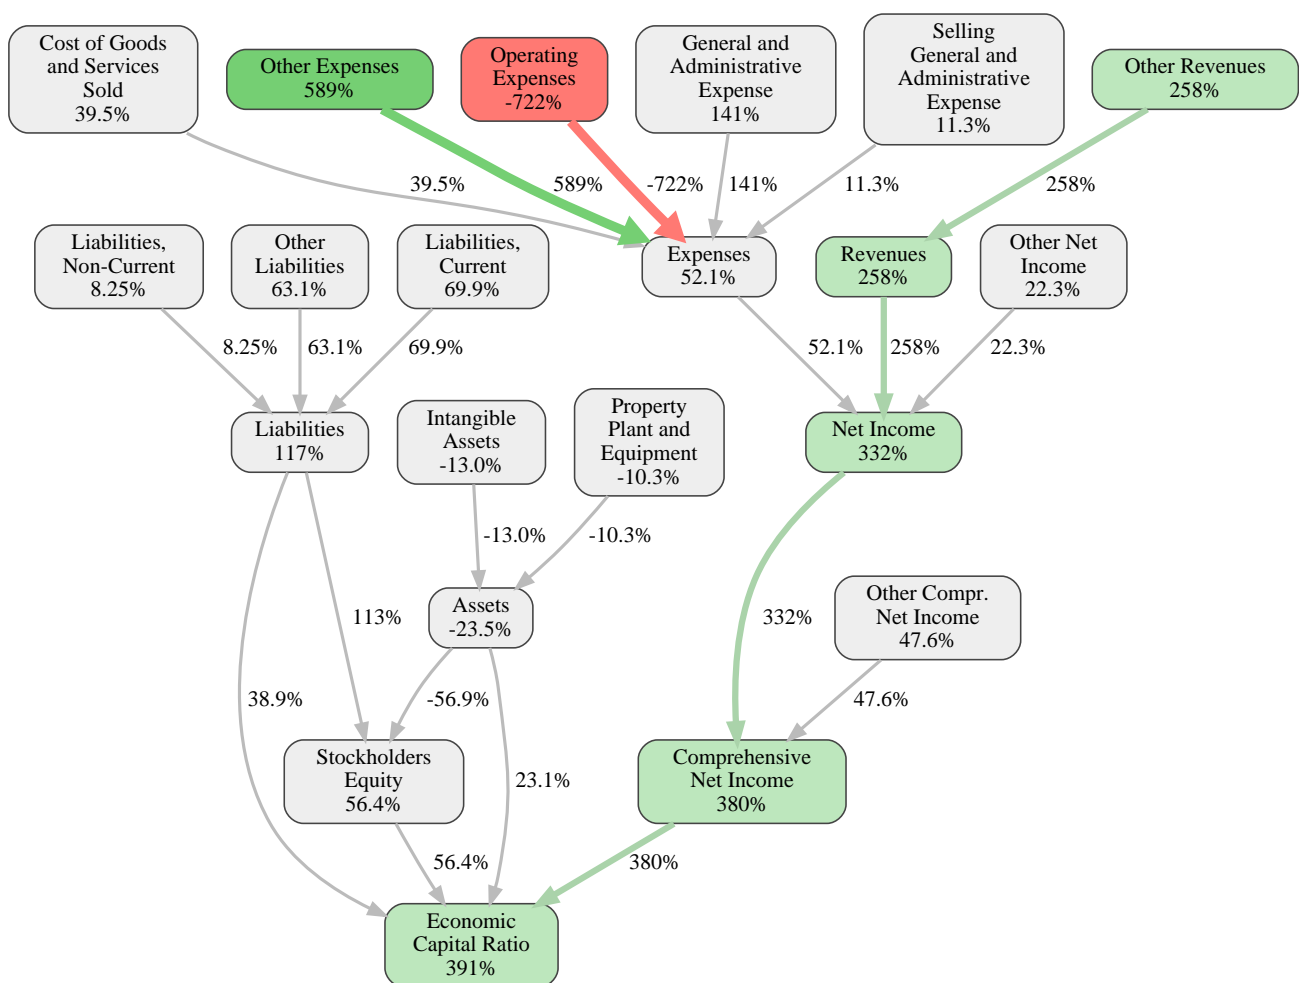 Cost of Goods
and Services
Sold
39.5%
Other Expenses
589%
Operating
Expenses
-722%
General and
Administrative
Expense
141%
Selling
General and
Administrative
Expense
11.3%
Other Revenues
258%
39.5%
589%
-722%
141%
11.3%
258%
Liabilities,
Non-Current
8.25%
Other
Liabilities
63.1%
Liabilities,
Current
69.9%
Expenses
52.1%
Revenues
258%
Other Net
Income
22.3%
8.25%
63.1%
69.9%
52.1%
258%
22.3%
Liabilities
117%
Intangible
Assets
-13.0%
Property
Plant and
Equipment
-10.3%
Net Income
332%
-13.0%
-10.3%
Assets
-23.5%
113%
332%
Other Compr.
Net Income
47.6%
38.9%
-56.9%
47.6%
Stockholders
Equity
56.4%
23.1%
Comprehensive
Net Income
380%
56.4%
380%
Economic
Capital Ratio
391%